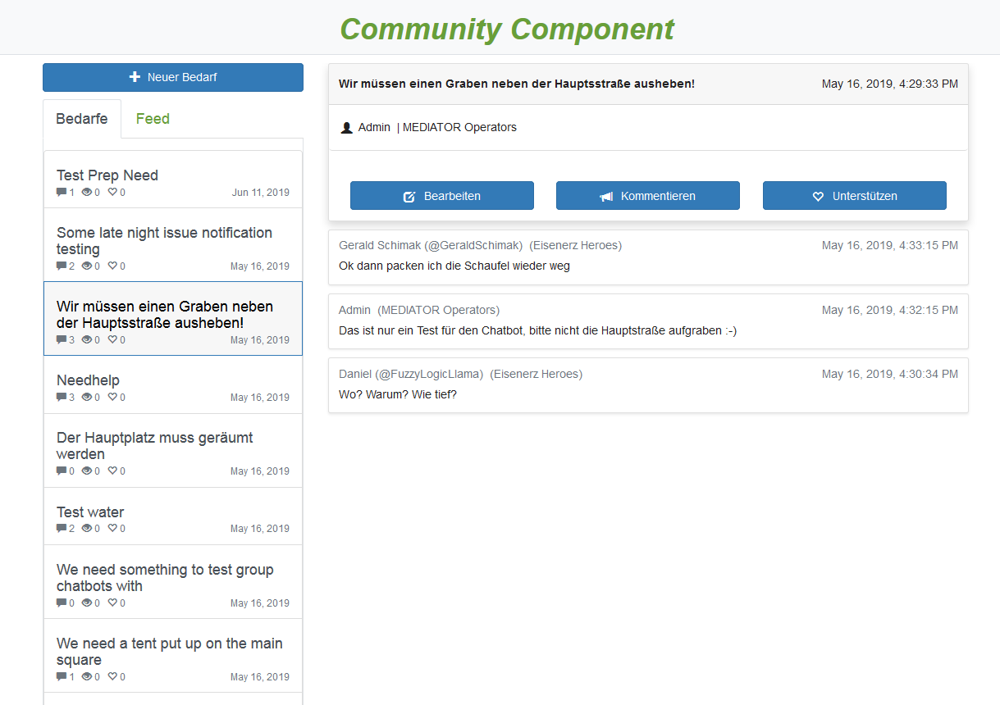 Community Component
Neuer Bedarf
Bedarfe
Feed
Test Prep Need
1 0 0 Jun 11, 2019
Some late night issue notification
testing
2 0 0 May 16, 2019
Wir müssen einen Graben neben
der Hauptsstraße ausheben!
3 0 0 May 16, 2019
Needhelp
3 0 0 May 16, 2019
Der Hauptplatz muss geräumt
werden
0 0 0 May 16, 2019
Test water
2 0 0 May 16, 2019
We need something to test group
chatbots with
0 0 0 May 16, 2019
We need a tent put up on the main
square
1 0 0 May 16, 2019
Wir müssen einen Graben neben der Hauptsstraße ausheben! May 16, 2019, 4:29:33 PM
Admin | MEDIATOR Operators
Bearbeiten
Kommentieren
Unterstützen
Gerald Schimak (@GeraldSchimak) (Eisenerz Heroes) May 16, 2019, 4:33:15 PM
Ok dann packen ich die Schaufel wieder weg
Admin (MEDIATOR Operators) May 16, 2019, 4:32:15 PM
Das ist nur ein Test für den Chatbot, bitte nicht die Hauptstraße aufgraben :-)
Daniel (@FuzzyLogicLlama) (Eisenerz Heroes) May 16, 2019, 4:30:34 PM
Wo? Warum? Wie tief?